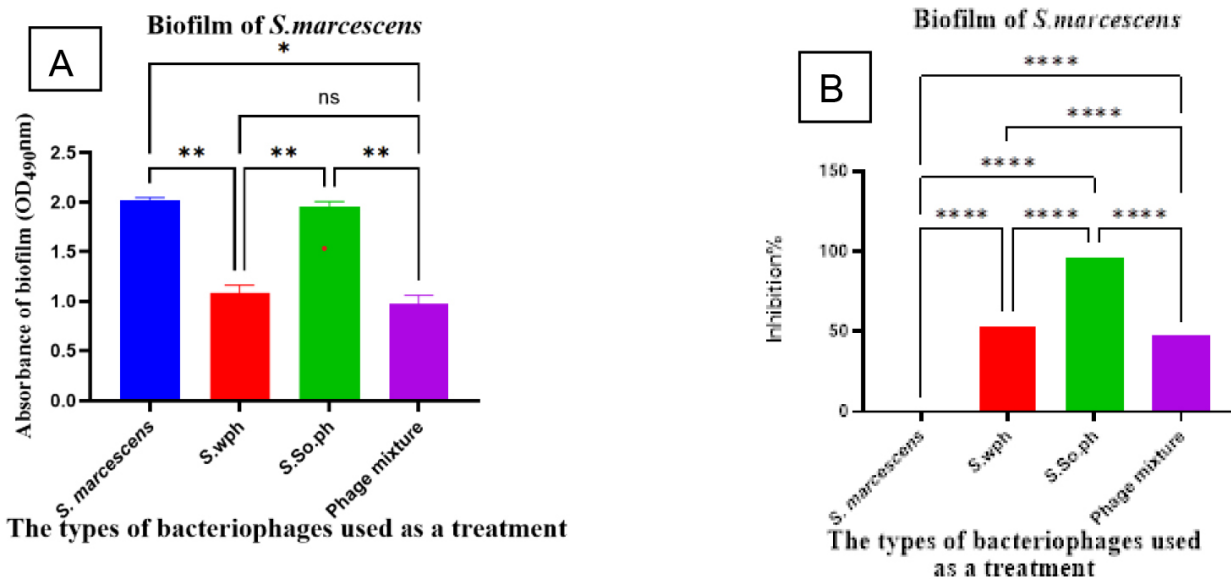 Biofilm of S.marcescens
A
*
ns
**
**
**
Absorbance of biofilm (OD490nm)
2.5
2.0
1.5
1.0
0.5
0.0
S. marcescens
S.wph
S.So.ph
Phage mixture
The types of bacteriophages used as a treatment
Biofilm of S.marcescens
B
****
****
****
****
****
****
Inhibition%
150
100
50
0
S. marcescens
S.wph
S.So.ph
Phage mixture
The types of bacteriophages used
as a treatment